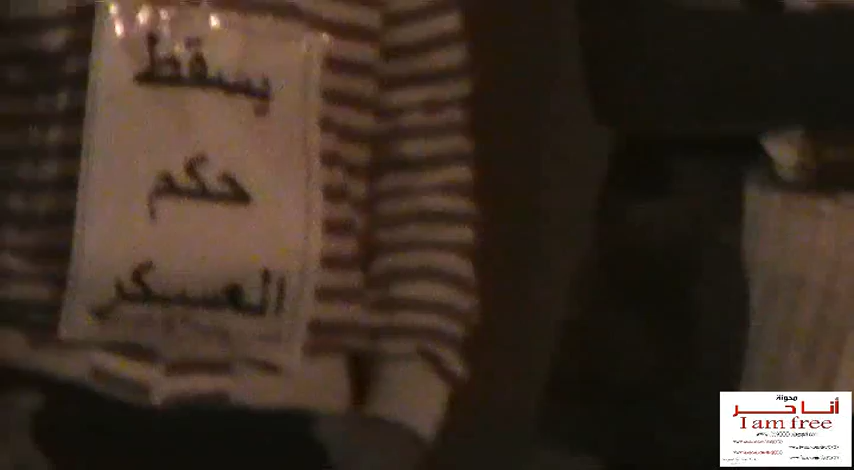 يسقط
حكم
العسكر
مدونة
أنا حر
I am free